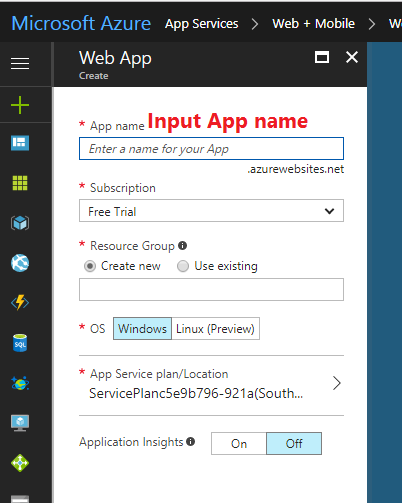 Microsoft Azure App Services > Web + Mobile > W
Web App
Create
* App name Input App name
Enter a name for your App
.azurewebsites.net
* Subscription
Free Trial
* Resource Group
Create new Use existing
* OS Windows Linux (Preview)
* App Service plan/Location
ServicePlanc5e9b796-921a(South...
Application Insights On Off